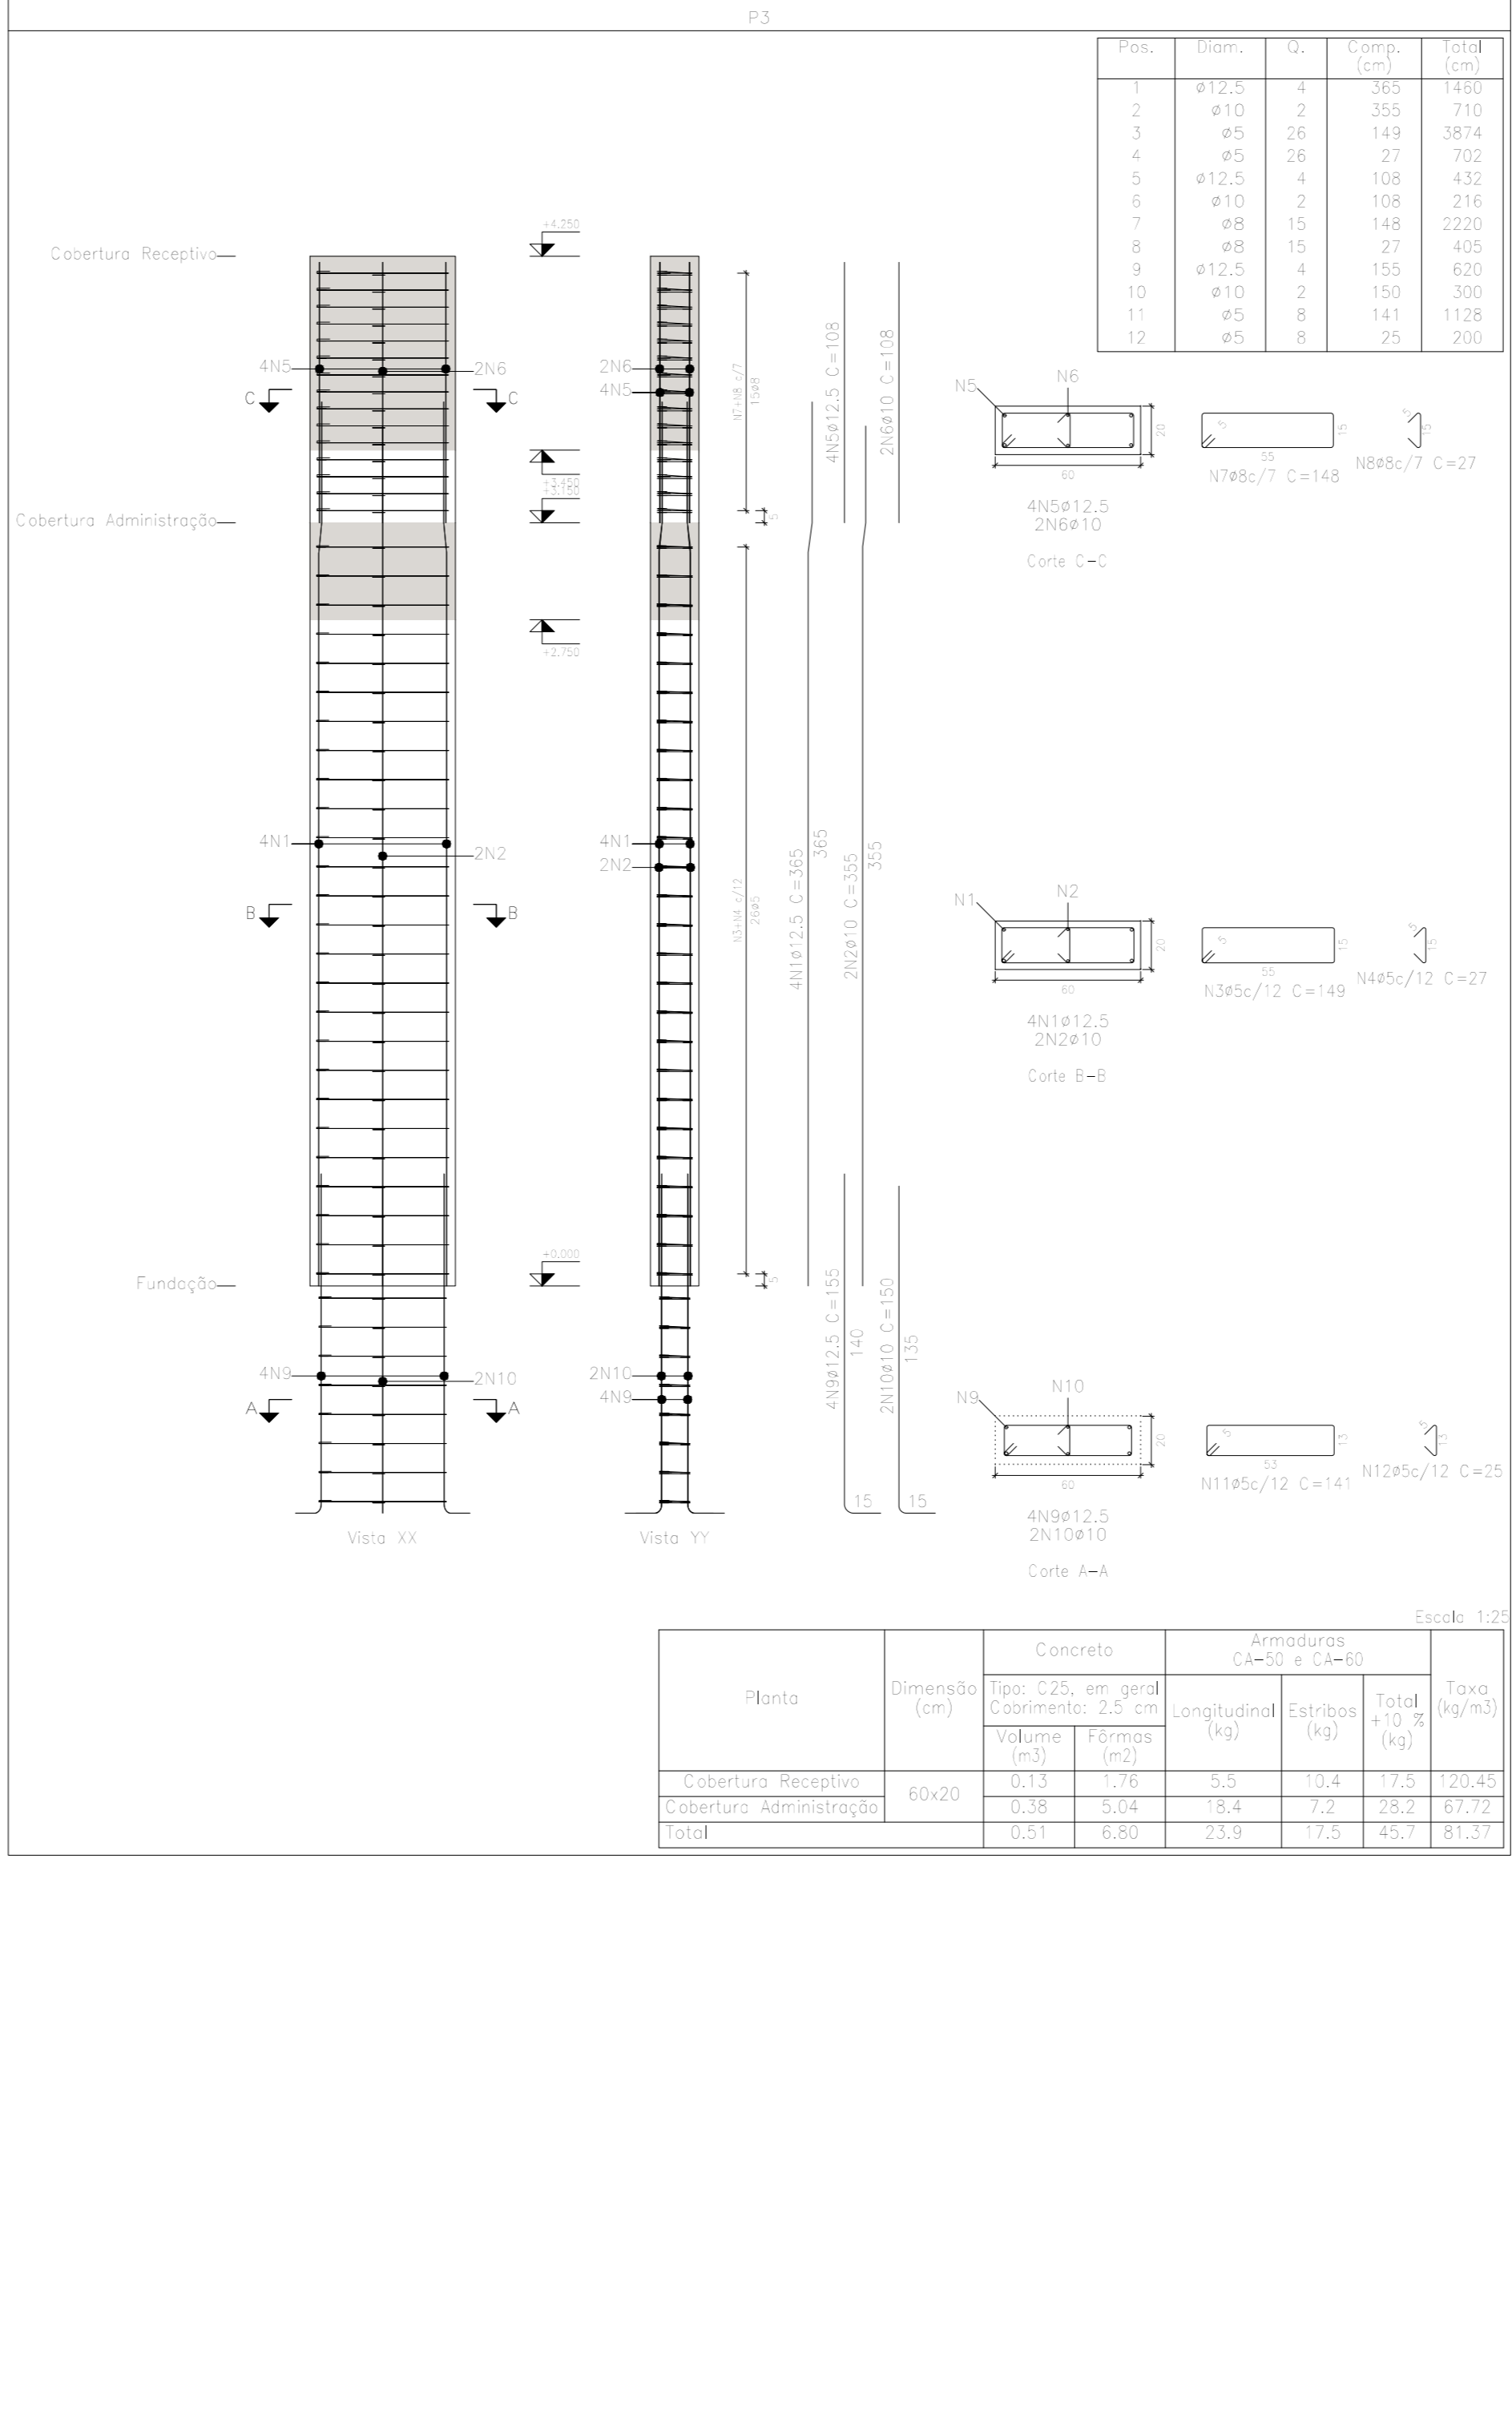 P3
Pos. Diam. Q. Comp. (cm) Total (cm)
1 ø12.5 4 365 1460
2 ø10 2 355 710
3 ø5 26 149 3874
4 ø5 26 27 702
5 ø12.5 4 108 432
6 ø10 2 108 216
7 ø8 15 148 2220
8 ø8 15 27 405
9 ø12.5 4 155 620
10 ø10 2 150 300
11 ø5 8 141 1128
12 ø5 8 25 200
Cobertura Receptivo
+4.250
4N5
2N6
C
C
2N6
4N5
N7+N8 c/7
15ø8
4N5ø12.5 C=108
2N6ø10 C=108
N5
N6
20
60
4N5ø12.5
2N6ø10
Corte C-C
5
15
55
N7ø8c/7 C=148
5
15
N8ø8c/7 C=27
+3.450
+3.150
Cobertura Administração
5
+2.750
4N1
2N2
B
B
4N1
2N2
N3+N4 c/12
26ø5
4N1ø12.5 C=365
365
2N2ø10 C=355
355
N1
N2
20
60
4N1ø12.5
2N2ø10
Corte B-B
5
15
55
N3ø5c/12 C=149
5
15
N4ø5c/12 C=27
Fundação
+0.000
5
4N9
2N10
A
A
2N10
4N9
4N9ø12.5 C=155
140
15
2N10ø10 C=150
135
15
N9
N10
20
60
4N9ø12.5
2N10ø10
Corte A-A
5
13
53
N11ø5c/12 C=141
5
13
N12ø5c/12 C=25
Vista XX
Vista YY
Escala 1:25
Planta
Dimensão (cm)
Concreto
Tipo: C25, em geral
Cobrimento: 2.5 cm
Volume (m3)
Fôrmas (m2)
Armaduras
CA-50 e CA-60
Longitudinal (kg)
Estribos (kg)
Total +10 % (kg)
Taxa (kg/m3)
Cobertura Receptivo 60x20 0.13 1.76 5.5 10.4 17.5 120.45
Cobertura Administração 0.38 5.04 18.4 7.2 28.2 67.72
Total 0.51 6.80 23.9 17.5 45.7 81.37